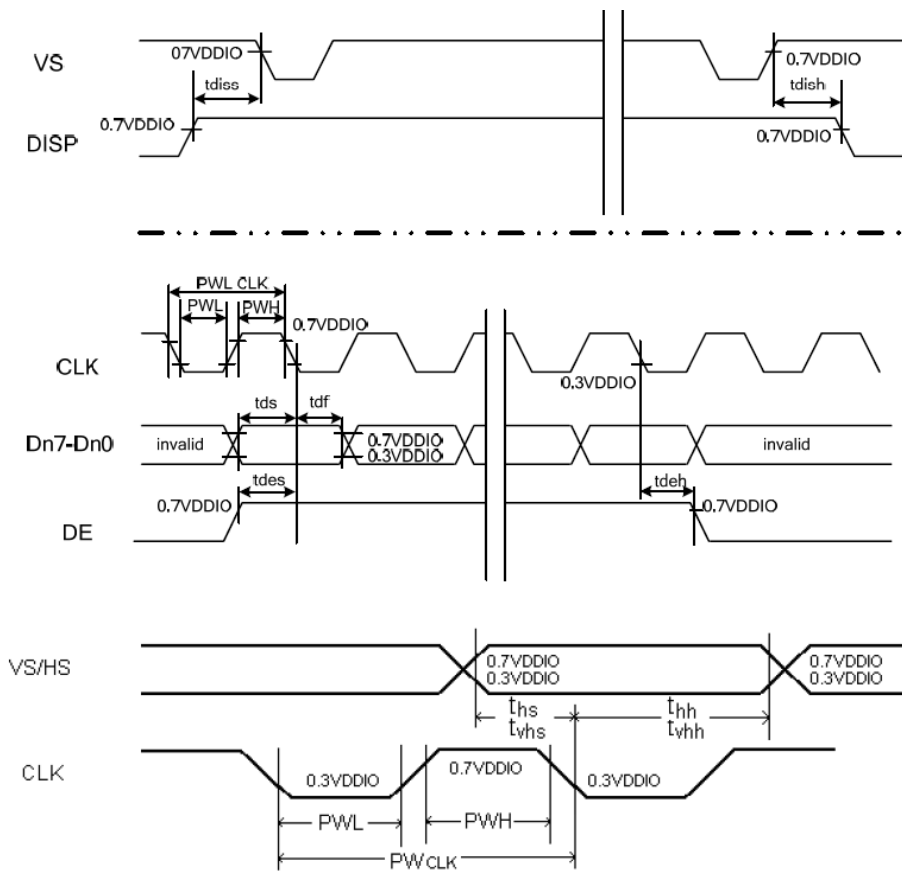 VS
07VDDIO
0.7VDDIO
tdiss
tdish
0.7VDDIO
0.7VDDIO
DISP
PWL CLK
PWL
PWH
0.7VDDIO
CLK
0.3VDDIO
tds
tdf
Dn7-Dn0
invalid
0.7VDDIO
0.3VDDIO
invalid
tdes
tdeh
0.7VDDIO
0.7VDDIO
DE
VS/HS
0.7VDDIO
0.3VDDIO
0.7VDDIO
0.3VDDIO
ths
tvhs
thh
tvhh
CLK
0.3VDDIO
0.7VDDIO
0.3VDDIO
PWL
PWH
PWCLK